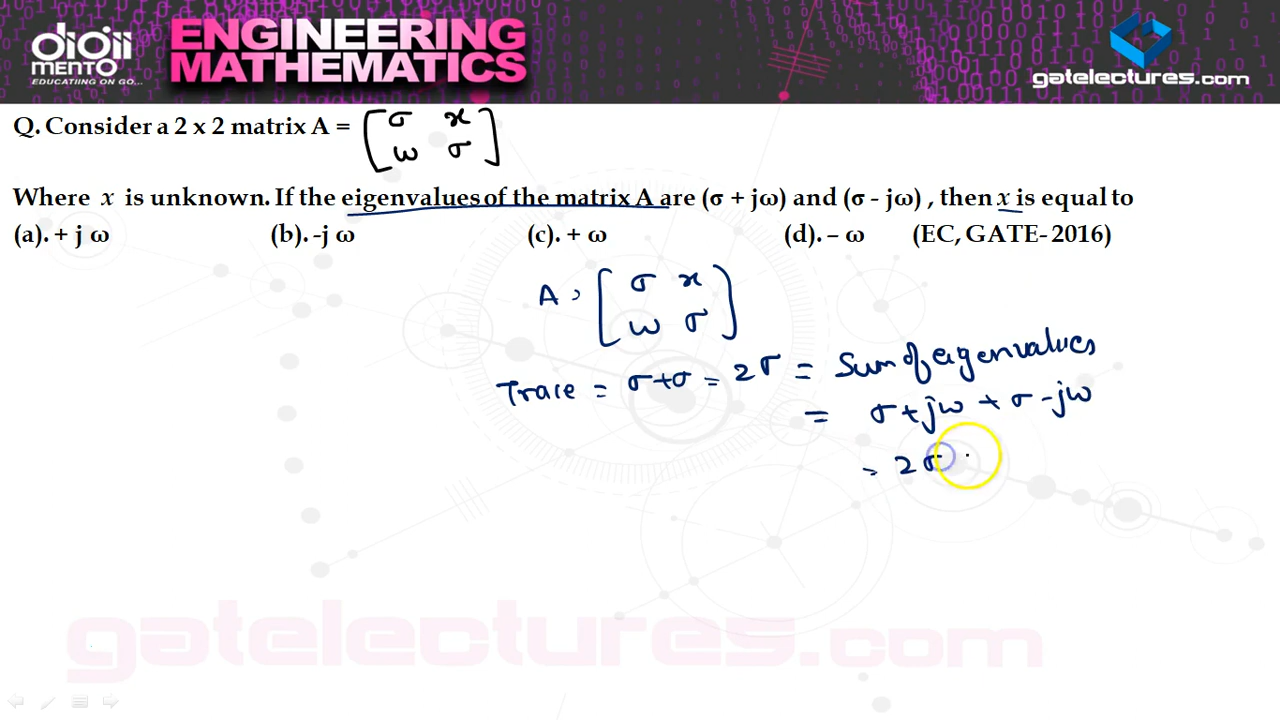 digii MENTO EDUCATIING ON GO... ENGINEERING MATHEMATICS gatelectures.com
Q. Consider a 2 x 2 matrix A = [σ x
ω σ]
Where x is unknown. If the eigenvalues of the matrix A are (σ + jω) and (σ - jω) , then x is equal to
(a). + j ω (b). -j ω (c). + ω (d). – ω (EC, GATE- 2016)
A = [σ x
ω σ]
Trace = σ+σ = 2σ = Sum of eigenvalues
= σ+jω + σ-jω
= 2σ
gatelectures.com